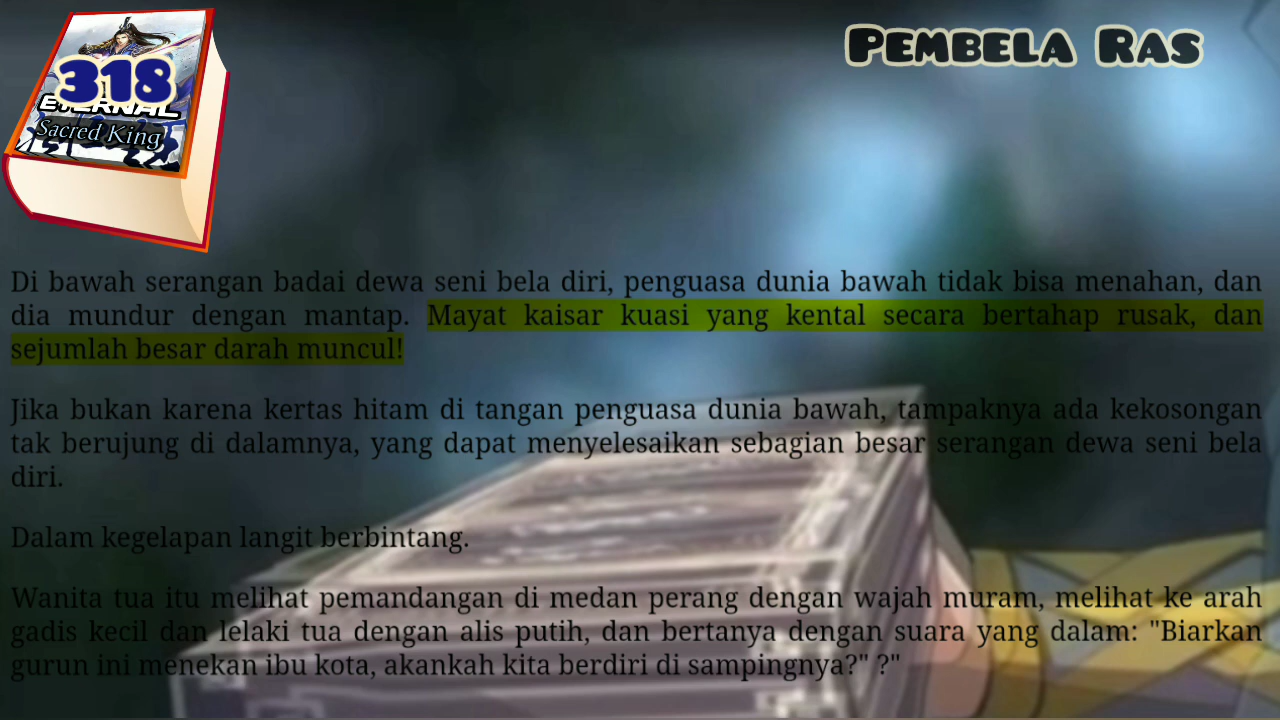 Pembela Ras
318
ETERNAL
Sacred King
Di bawah serangan badai dewa seni bela diri, penguasa dunia bawah tidak bisa menahan, dan
dia mundur dengan mantap. Mayat kaisar kuasi yang kental secara bertahap rusak, dan
sejumlah besar darah muncul!
Jika bukan karena kertas hitam di tangan penguasa dunia bawah, tampaknya ada kekosongan
tak berujung di dalamnya, yang dapat menyelesaikan sebagian besar serangan dewa seni bela
diri.
Dalam kegelapan langit berbintang.
Wanita tua itu melihat pemandangan di medan perang dengan wajah muram, melihat ke arah
gadis kecil dan lelaki tua dengan alis putih, dan bertanya dengan suara yang dalam: "Biarkan
gurun ini menekan ibu kota, akankah kita berdiri di sampingnya?" ?"